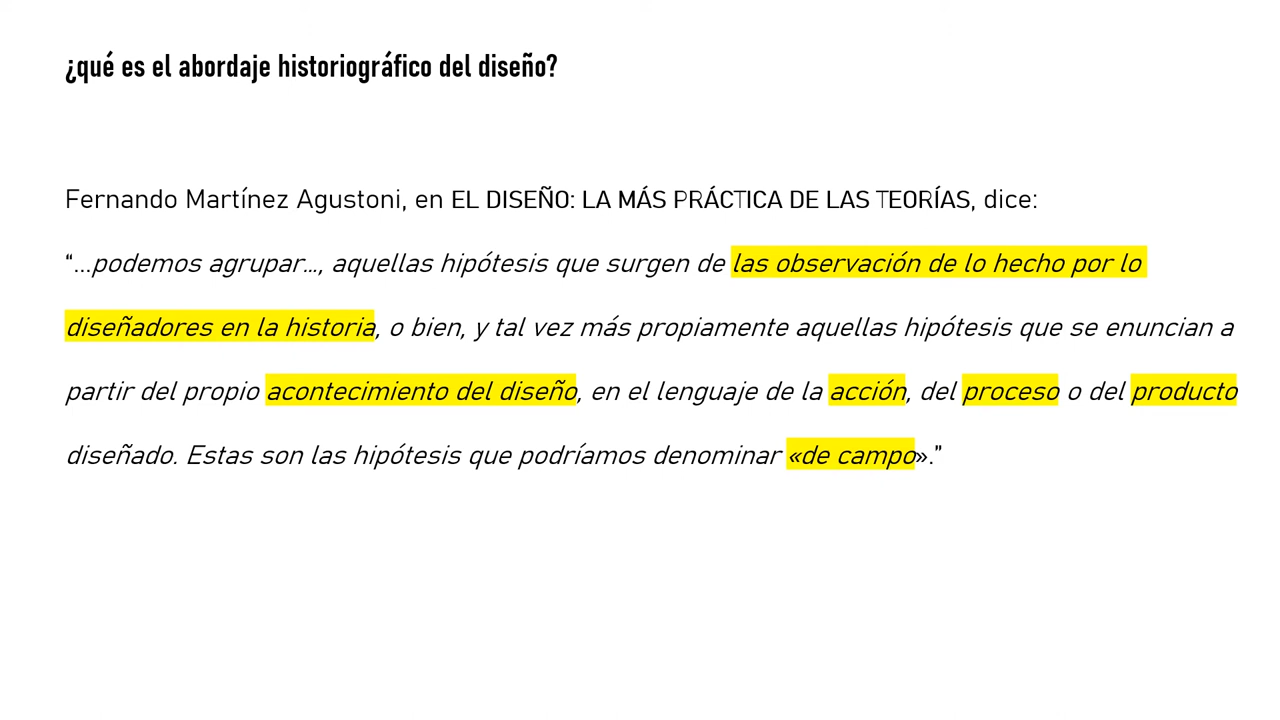 ¿qué es el abordaje historiográfico del diseño?
Fernando Martínez Agustoni, en EL DISEÑO: LA MÁS PRÁCTICA DE LAS TEORÍAS, dice:
“...podemos agrupar..., aquellas hipótesis que surgen de las observación de lo hecho por lo
diseñadores en la historia, o bien, y tal vez más propiamente aquellas hipótesis que se enuncian a
partir del propio acontecimiento del diseño, en el lenguaje de la acción, del proceso o del producto
diseñado. Estas son las hipótesis que podríamos denominar «de campo».”